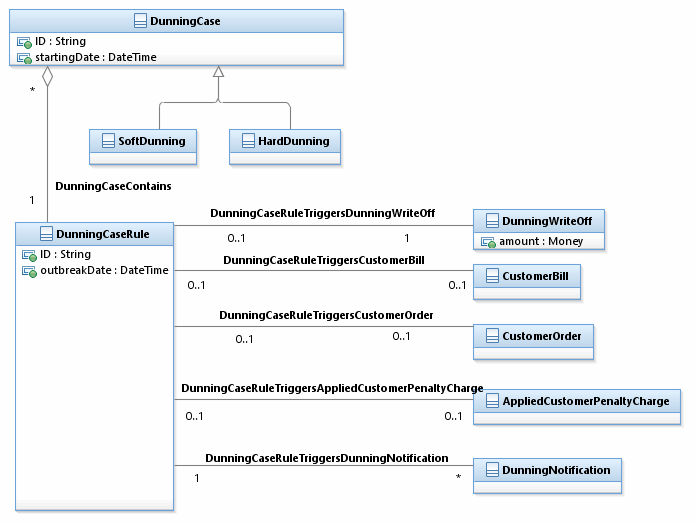 DunningCase
ID : String
startingDate : DateTime
*
SoftDunning
HardDunning
DunningCaseContains
1
DunningCaseRule
ID : String
outbreakDate : DateTime
DunningCaseRuleTriggersDunningWriteOff
0..1
1
DunningWriteOff
amount : Money
DunningCaseRuleTriggersCustomerBill
0..1
0..1
CustomerBill
DunningCaseRuleTriggersCustomerOrder
0..1
0..1
CustomerOrder
DunningCaseRuleTriggersAppliedCustomerPenaltyCharge
0..1
0..1
AppliedCustomerPenaltyCharge
DunningCaseRuleTriggersDunningNotification
1
*
DunningNotification